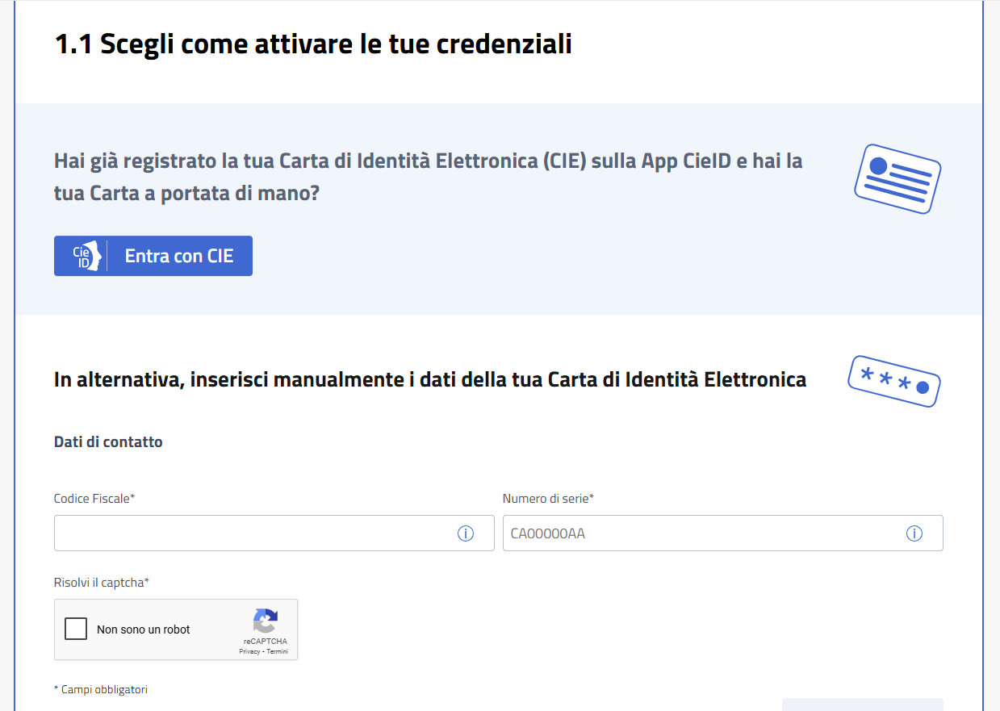 1.1 Scegli come attivare le tue credenziali
Hai già registrato la tua Carta di Identità Elettronica (CIE) sulla App CieID e hai la
tua Carta a portata di mano?
Cie
ID
Entra con CIE
In alternativa, inserisci manualmente i dati della tua Carta di Identità Elettronica
* * *
Dati di contatto
Codice Fiscale* Numero di serie*
CA00000AA
Risolvi il captcha*
Non sono un robot
reCAPTCHA
Privacy - Termini
* Campi obbligatori